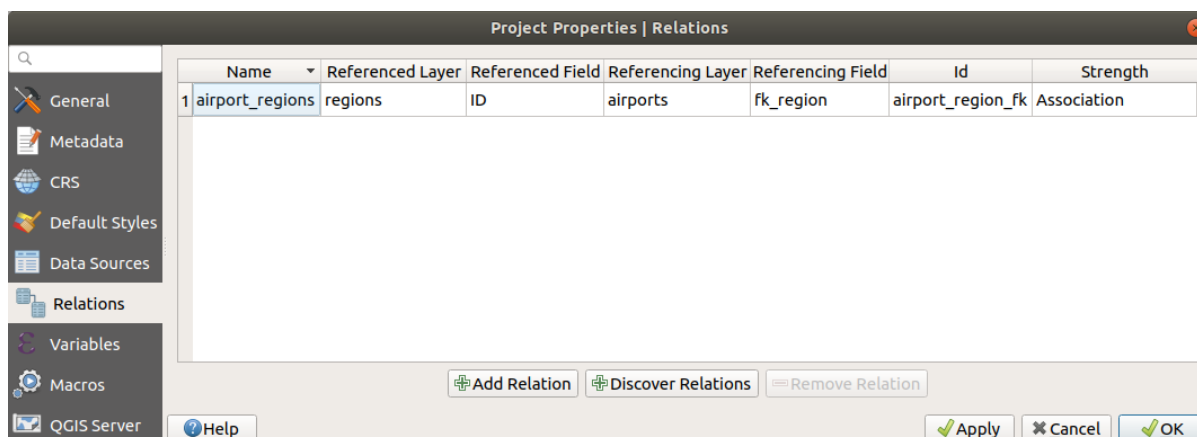 Project Properties | Relations
General
Metadata
CRS
Default Styles
Data Sources
Relations
Variables
Macros
QGIS Server
Name Referenced Layer Referenced Field Referencing Layer Referencing Field Id Strength
1 airport_regions regions ID airports fk_region airport_region_fk Association
Add Relation Discover Relations Remove Relation
Help Apply Cancel OK